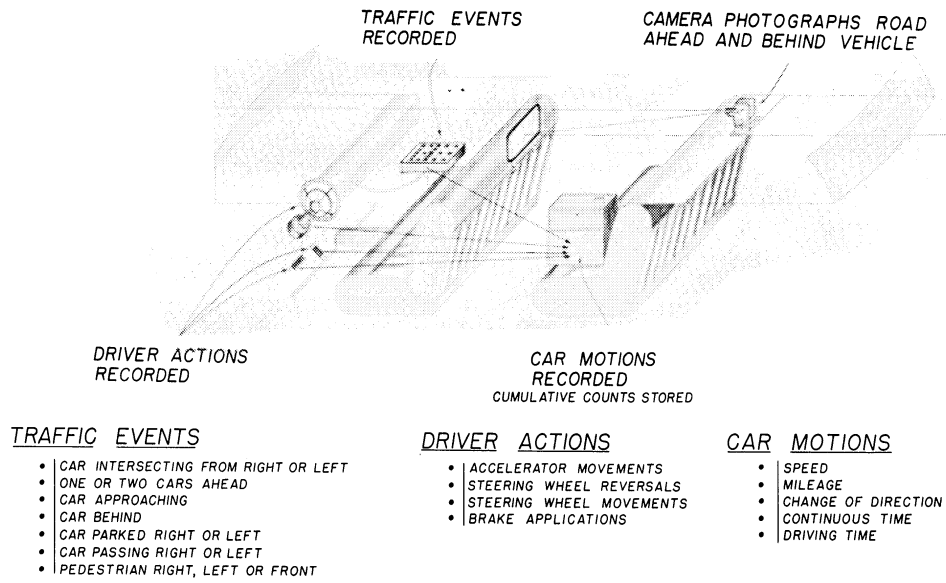 TRAFFIC EVENTS
RECORDED
CAMERA PHOTOGRAPHS ROAD
AHEAD AND BEHIND VEHICLE
DRIVER ACTIONS
RECORDED
CAR MOTIONS
RECORDED
CUMULATIVE COUNTS STORED
TRAFFIC EVENTS
• CAR INTERSECTING FROM RIGHT OR LEFT
• ONE OR TWO CARS AHEAD
• CAR APPROACHING
• CAR BEHIND
• CAR PARKED RIGHT OR LEFT
• CAR PASSING RIGHT OR LEFT
• PEDESTRIAN RIGHT, LEFT OR FRONT
DRIVER ACTIONS
• ACCELERATOR MOVEMENTS
• STEERING WHEEL REVERSALS
• STEERING WHEEL MOVEMENTS
• BRAKE APPLICATIONS
CAR MOTIONS
• SPEED
• MILEAGE
• CHANGE OF DIRECTION
• CONTINUOUS TIME
• DRIVING TIME